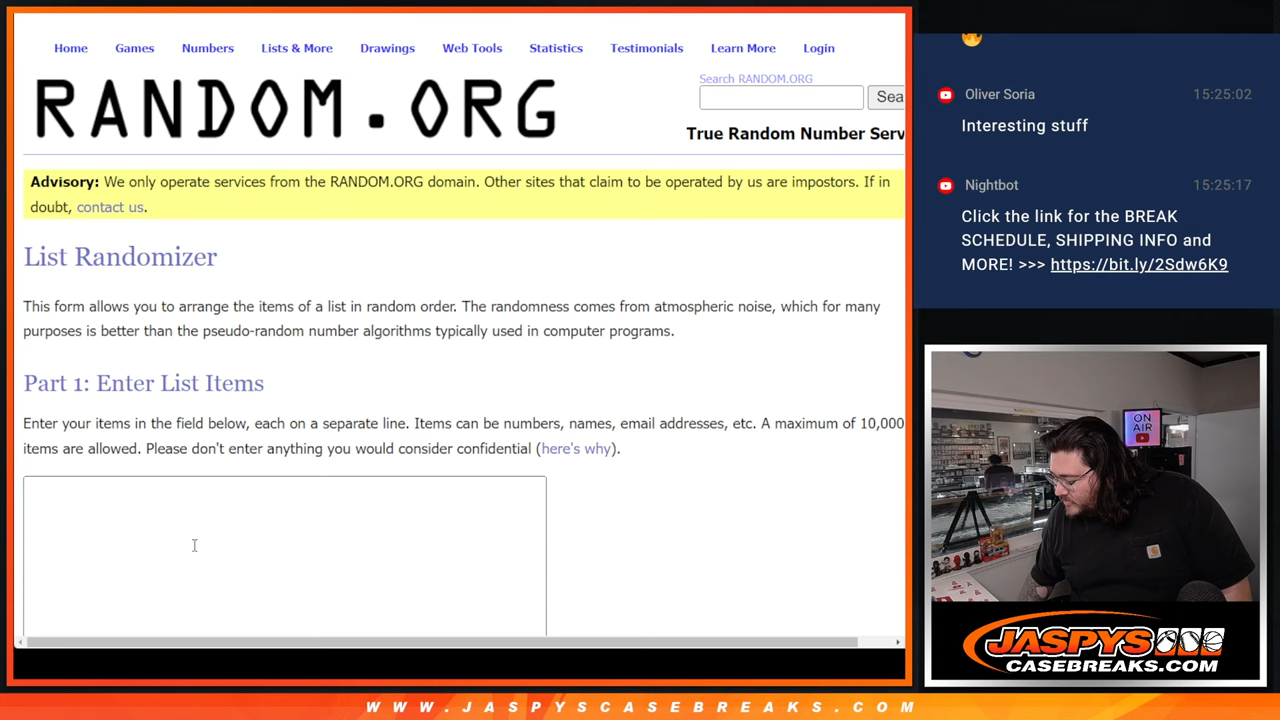 Home Games Numbers Lists & More Drawings Web Tools Statistics Testimonials Learn More Login
RANDOM.ORG
Search RANDOM.ORG
Sea
True Random Number Serv
Advisory: We only operate services from the RANDOM.ORG domain. Other sites that claim to be operated by us are impostors. If in
doubt, contact us.
List Randomizer
This form allows you to arrange the items of a list in random order. The randomness comes from atmospheric noise, which for many
purposes is better than the pseudo-random number algorithms typically used in computer programs.
Part 1: Enter List Items
Enter your items in the field below, each on a separate line. Items can be numbers, names, email addresses, etc. A maximum of 10,000
items are allowed. Please don't enter anything you would consider confidential (here's why).
Oliver Soria 15:25:02
Interesting stuff
Nightbot 15:25:17
Click the link for the BREAK
SCHEDULE, SHIPPING INFO and
MORE! >>> https://bit.ly/2Sdw6K9
ON
AIR
JASPYS
CASEBREAKS.COM
WWW.JASPYSCASEBREAKS.COM